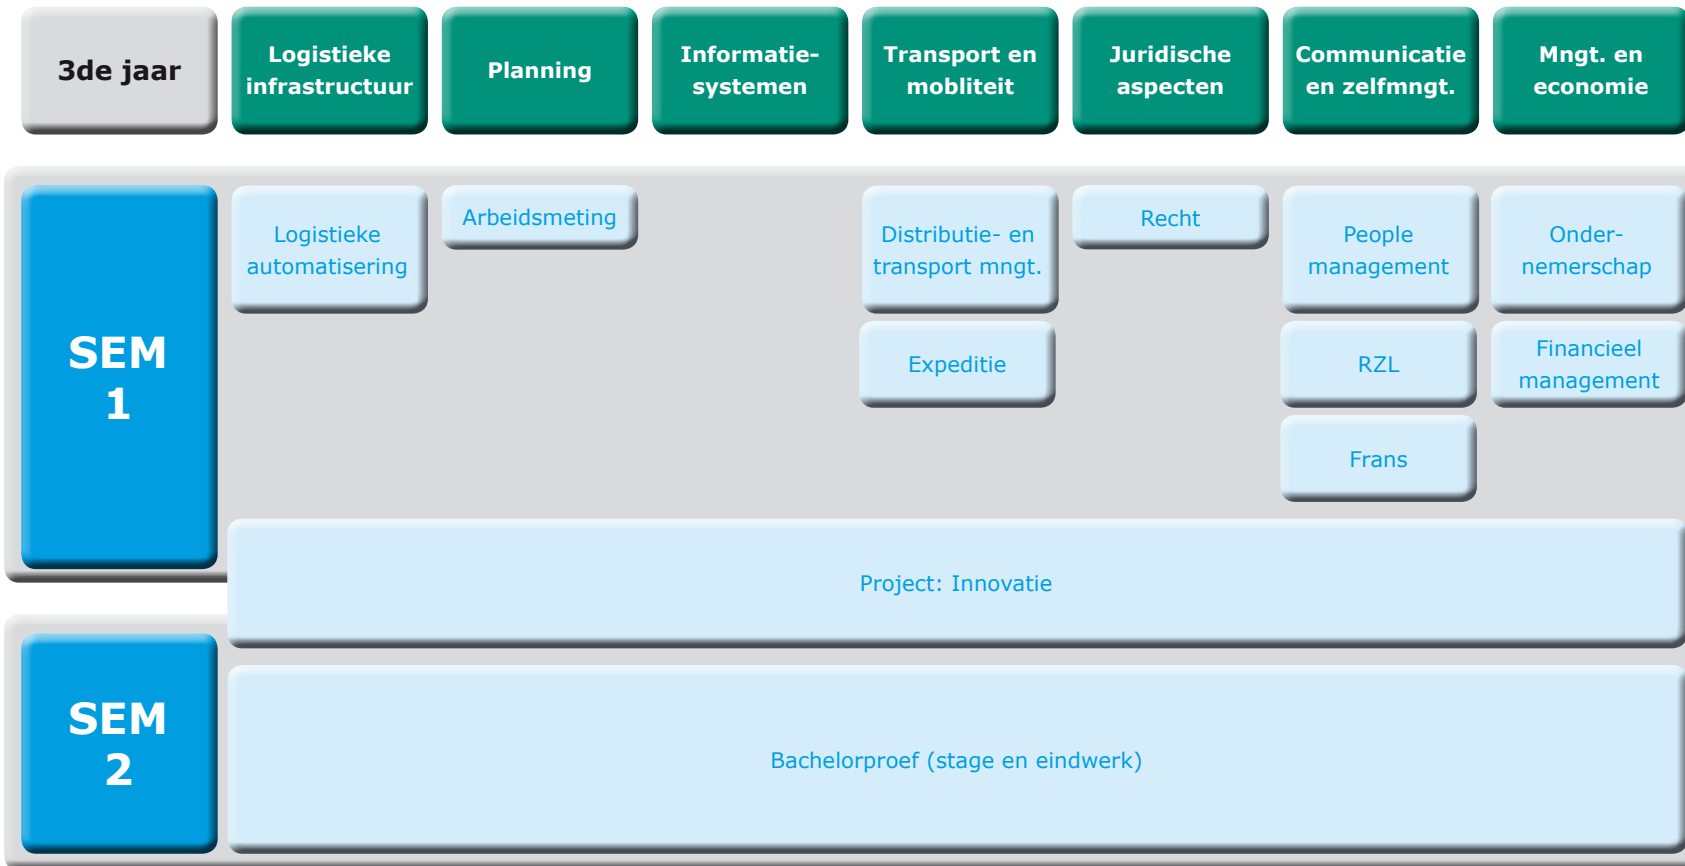 3de jaar
Logistieke
infrastructuur
Planning
Informatie-
systemen
Transport en
mobliteit
Juridische
aspecten
Communicatie
en zelfmngt.
Mngt. en
economie
SEM
1
Logistieke
automatisering
Arbeidsmeting
Distributie- en
transport mngt.
Recht
People
management
Onder-
nemerschap
Expeditie
RZL
Financieel
management
Frans
Project: Innovatie
SEM
2
Bachelorproef (stage en eindwerk)